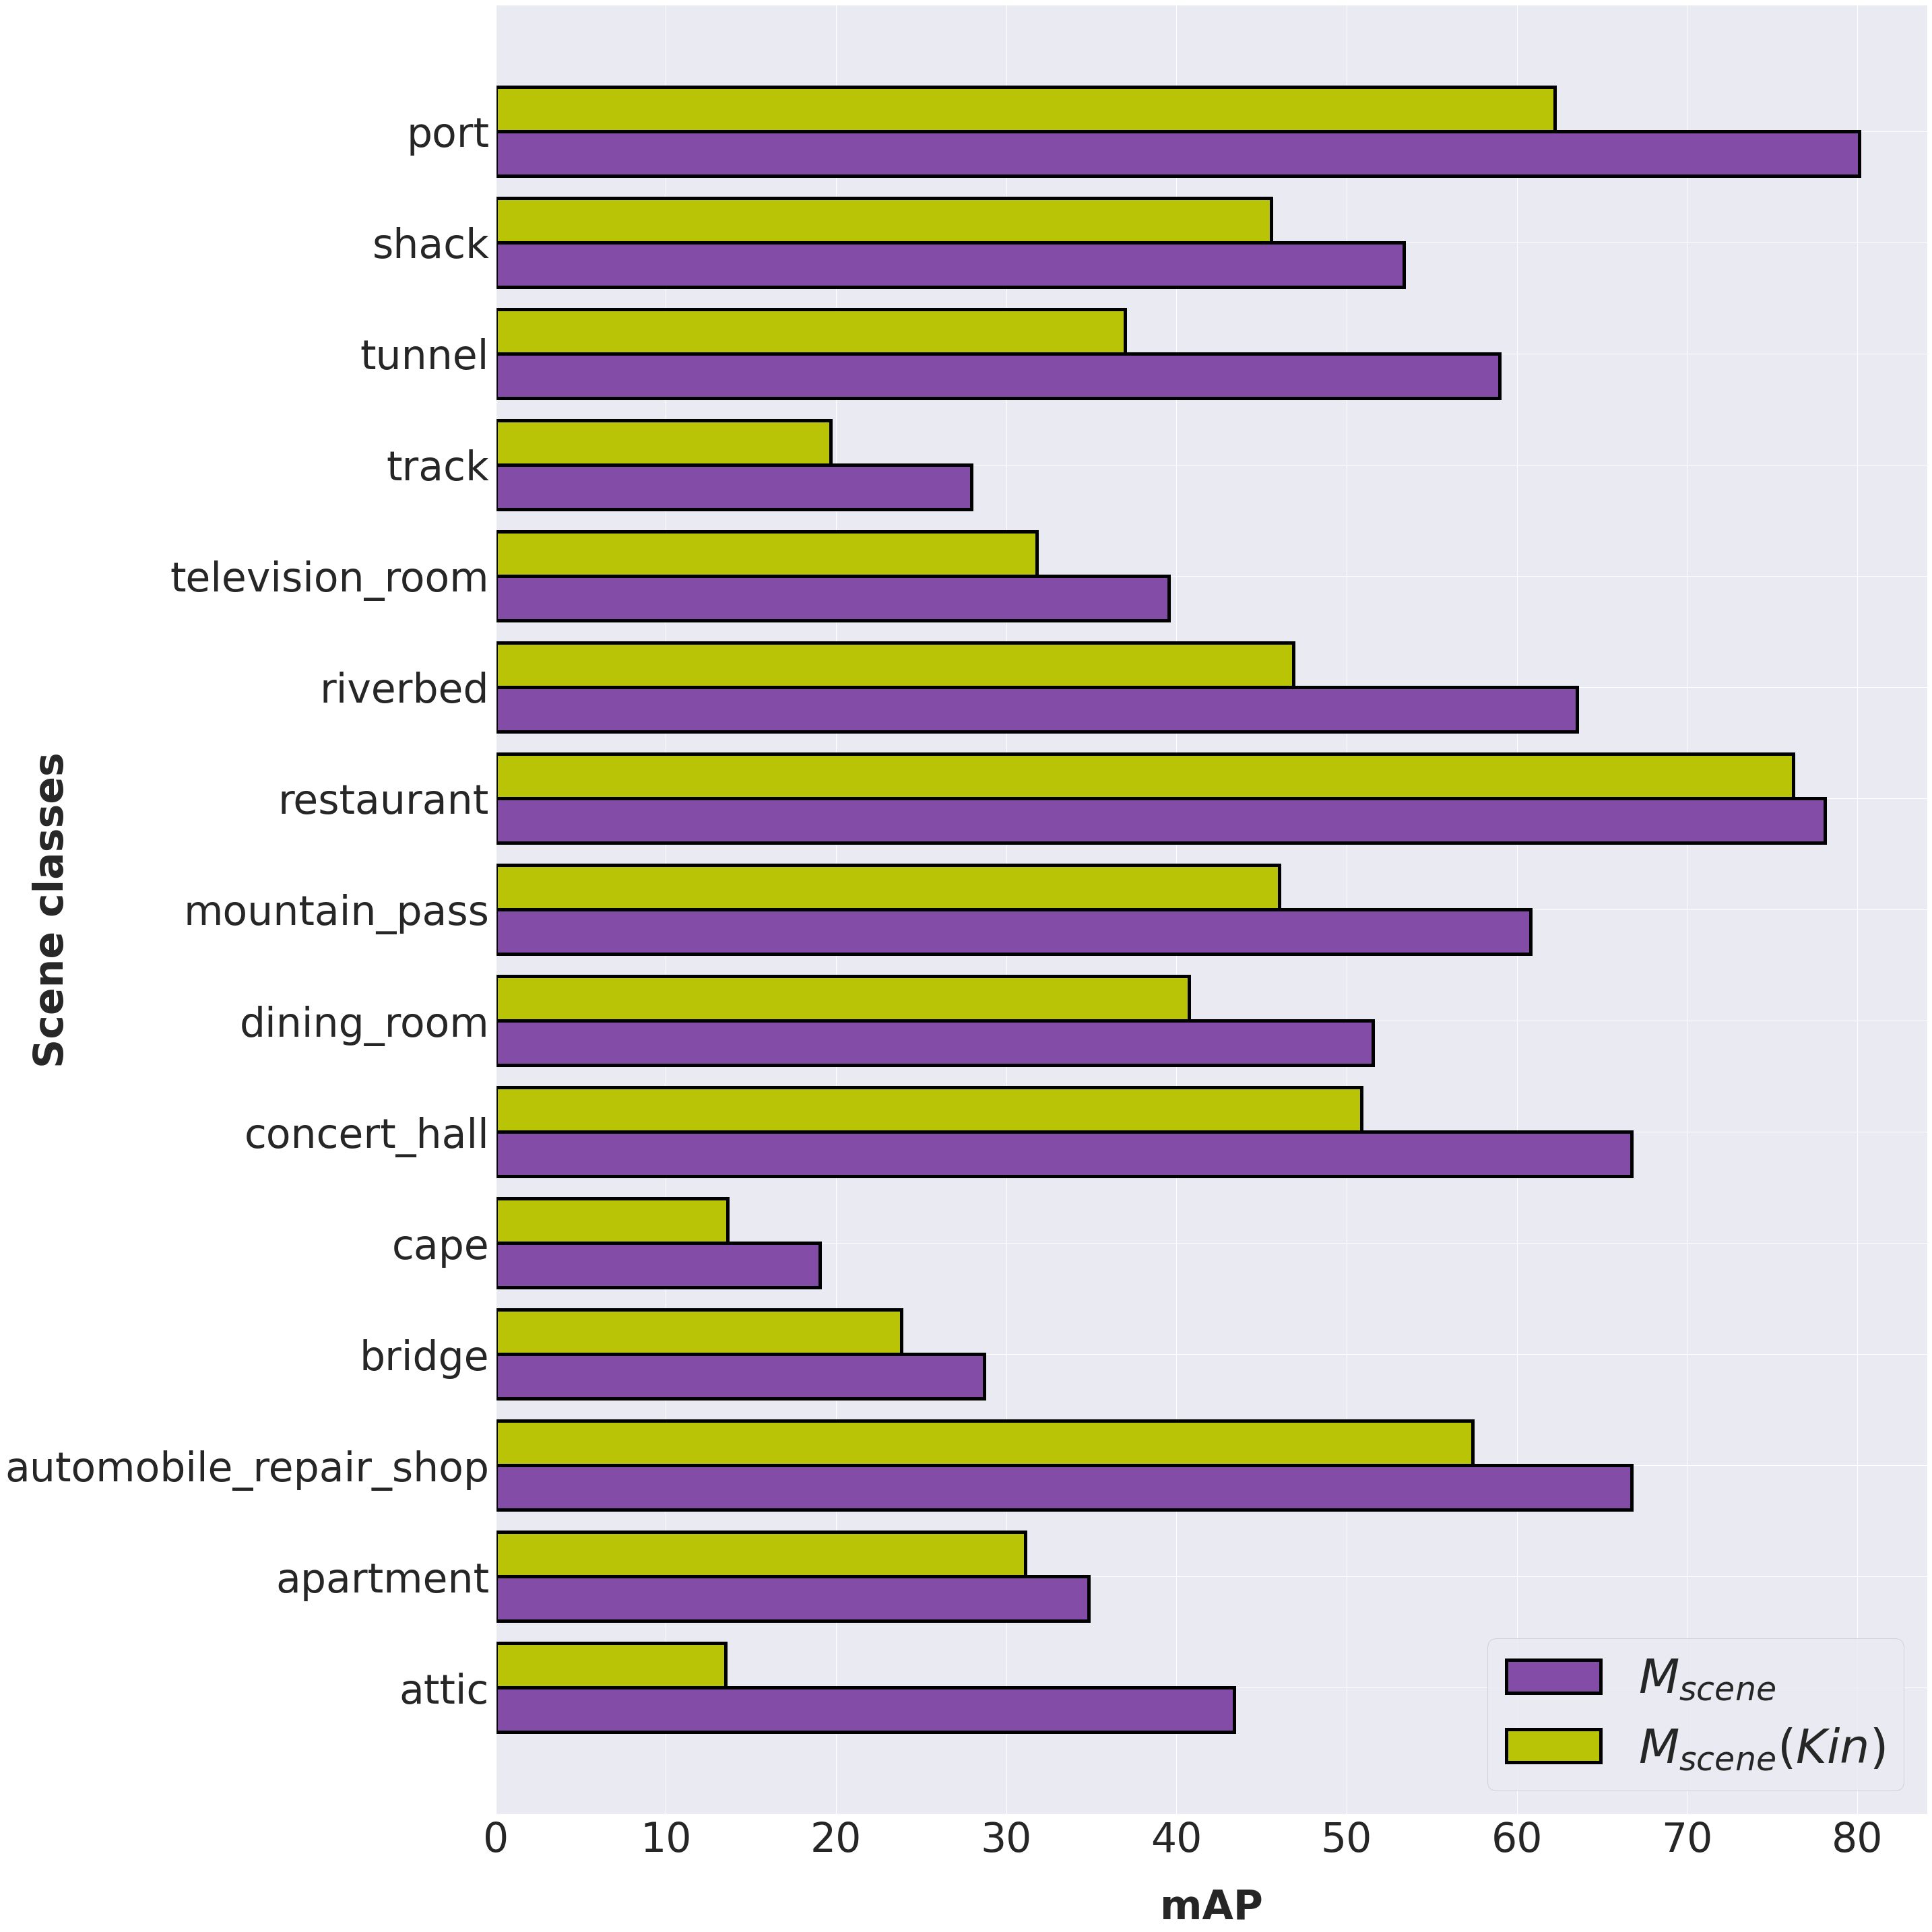 Scene classes
port
shack
tunnel
track
television_room
riverbed
restaurant
mountain_pass
dining_room
concert_hall
cape
bridge
automobile_repair_shop
apartment
attic
M_scene
M_scene(Kin)
0 10 20 30 40 50 60 70 80
mAP